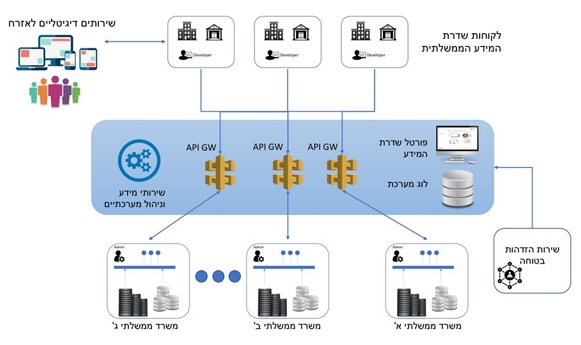 לקוחות שדרת
המידע הממשלתית
Developer
Developer
Developer
שירותים דיגיטליים לאזרח
API GW
API GW
API GW
פורטל שדרת
המידע
לוג מערכת
שירותי מידע
וניהול מערכתיים
שירות הזדהות
בטוחה
Admin
Admin
Admin
משרד ממשלתי א'
משרד ממשלתי ב'
משרד ממשלתי ג'